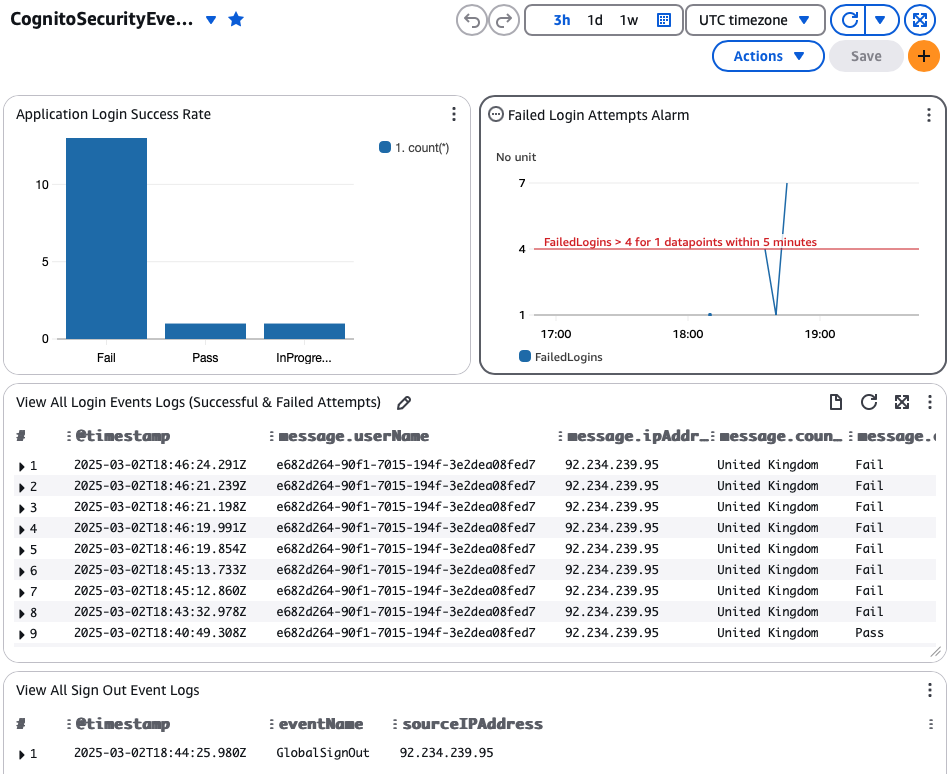 CognitoSecurityEve...
3h 1d 1w UTC timezone
Actions Save
Application Login Success Rate
1. count(*)
10
5
0
Fail Pass InProgre...
Failed Login Attempts Alarm
No unit
7
FailedLogins > 4 for 1 datapoints within 5 minutes
4
1
17:00 18:00 19:00
FailedLogins
View All Login Events Logs (Successful & Failed Attempts)
# @timestamp message.userName message.ipAddr_ message.coun_ message.
1 2025-03-02T18:46:24.291Z e682d264-90f1-7015-194f-3e2dea08fed7 92.234.239.95 United Kingdom Fail
2 2025-03-02T18:46:21.239Z e682d264-90f1-7015-194f-3e2dea08fed7 92.234.239.95 United Kingdom Fail
3 2025-03-02T18:46:21.198Z e682d264-90f1-7015-194f-3e2dea08fed7 92.234.239.95 United Kingdom Fail
4 2025-03-02T18:46:19.991Z e682d264-90f1-7015-194f-3e2dea08fed7 92.234.239.95 United Kingdom Fail
5 2025-03-02T18:46:19.854Z e682d264-90f1-7015-194f-3e2dea08fed7 92.234.239.95 United Kingdom Fail
6 2025-03-02T18:45:13.733Z e682d264-90f1-7015-194f-3e2dea08fed7 92.234.239.95 United Kingdom Fail
7 2025-03-02T18:45:12.860Z e682d264-90f1-7015-194f-3e2dea08fed7 92.234.239.95 United Kingdom Fail
8 2025-03-02T18:43:32.978Z e682d264-90f1-7015-194f-3e2dea08fed7 92.234.239.95 United Kingdom Fail
9 2025-03-02T18:40:49.308Z e682d264-90f1-7015-194f-3e2dea08fed7 92.234.239.95 United Kingdom Pass
View All Sign Out Event Logs
# @timestamp eventName sourceIPAddress
1 2025-03-02T18:44:25.980Z GlobalSignOut 92.234.239.95